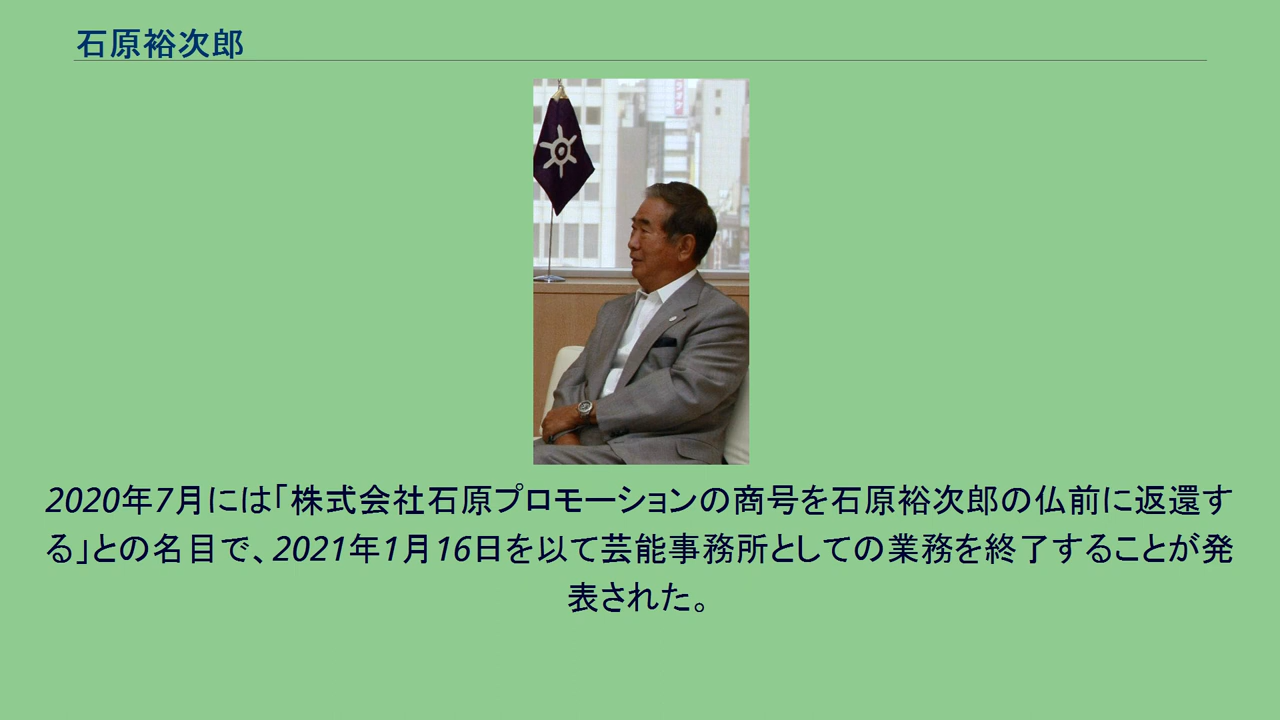 石原裕次郎
2020年7月には「株式会社石原プロモーションの商号を石原裕次郎の仏前に返還す
る」との名目で、2021年1月16日を以て芸能事務所としての業務を終了することが発
表された。